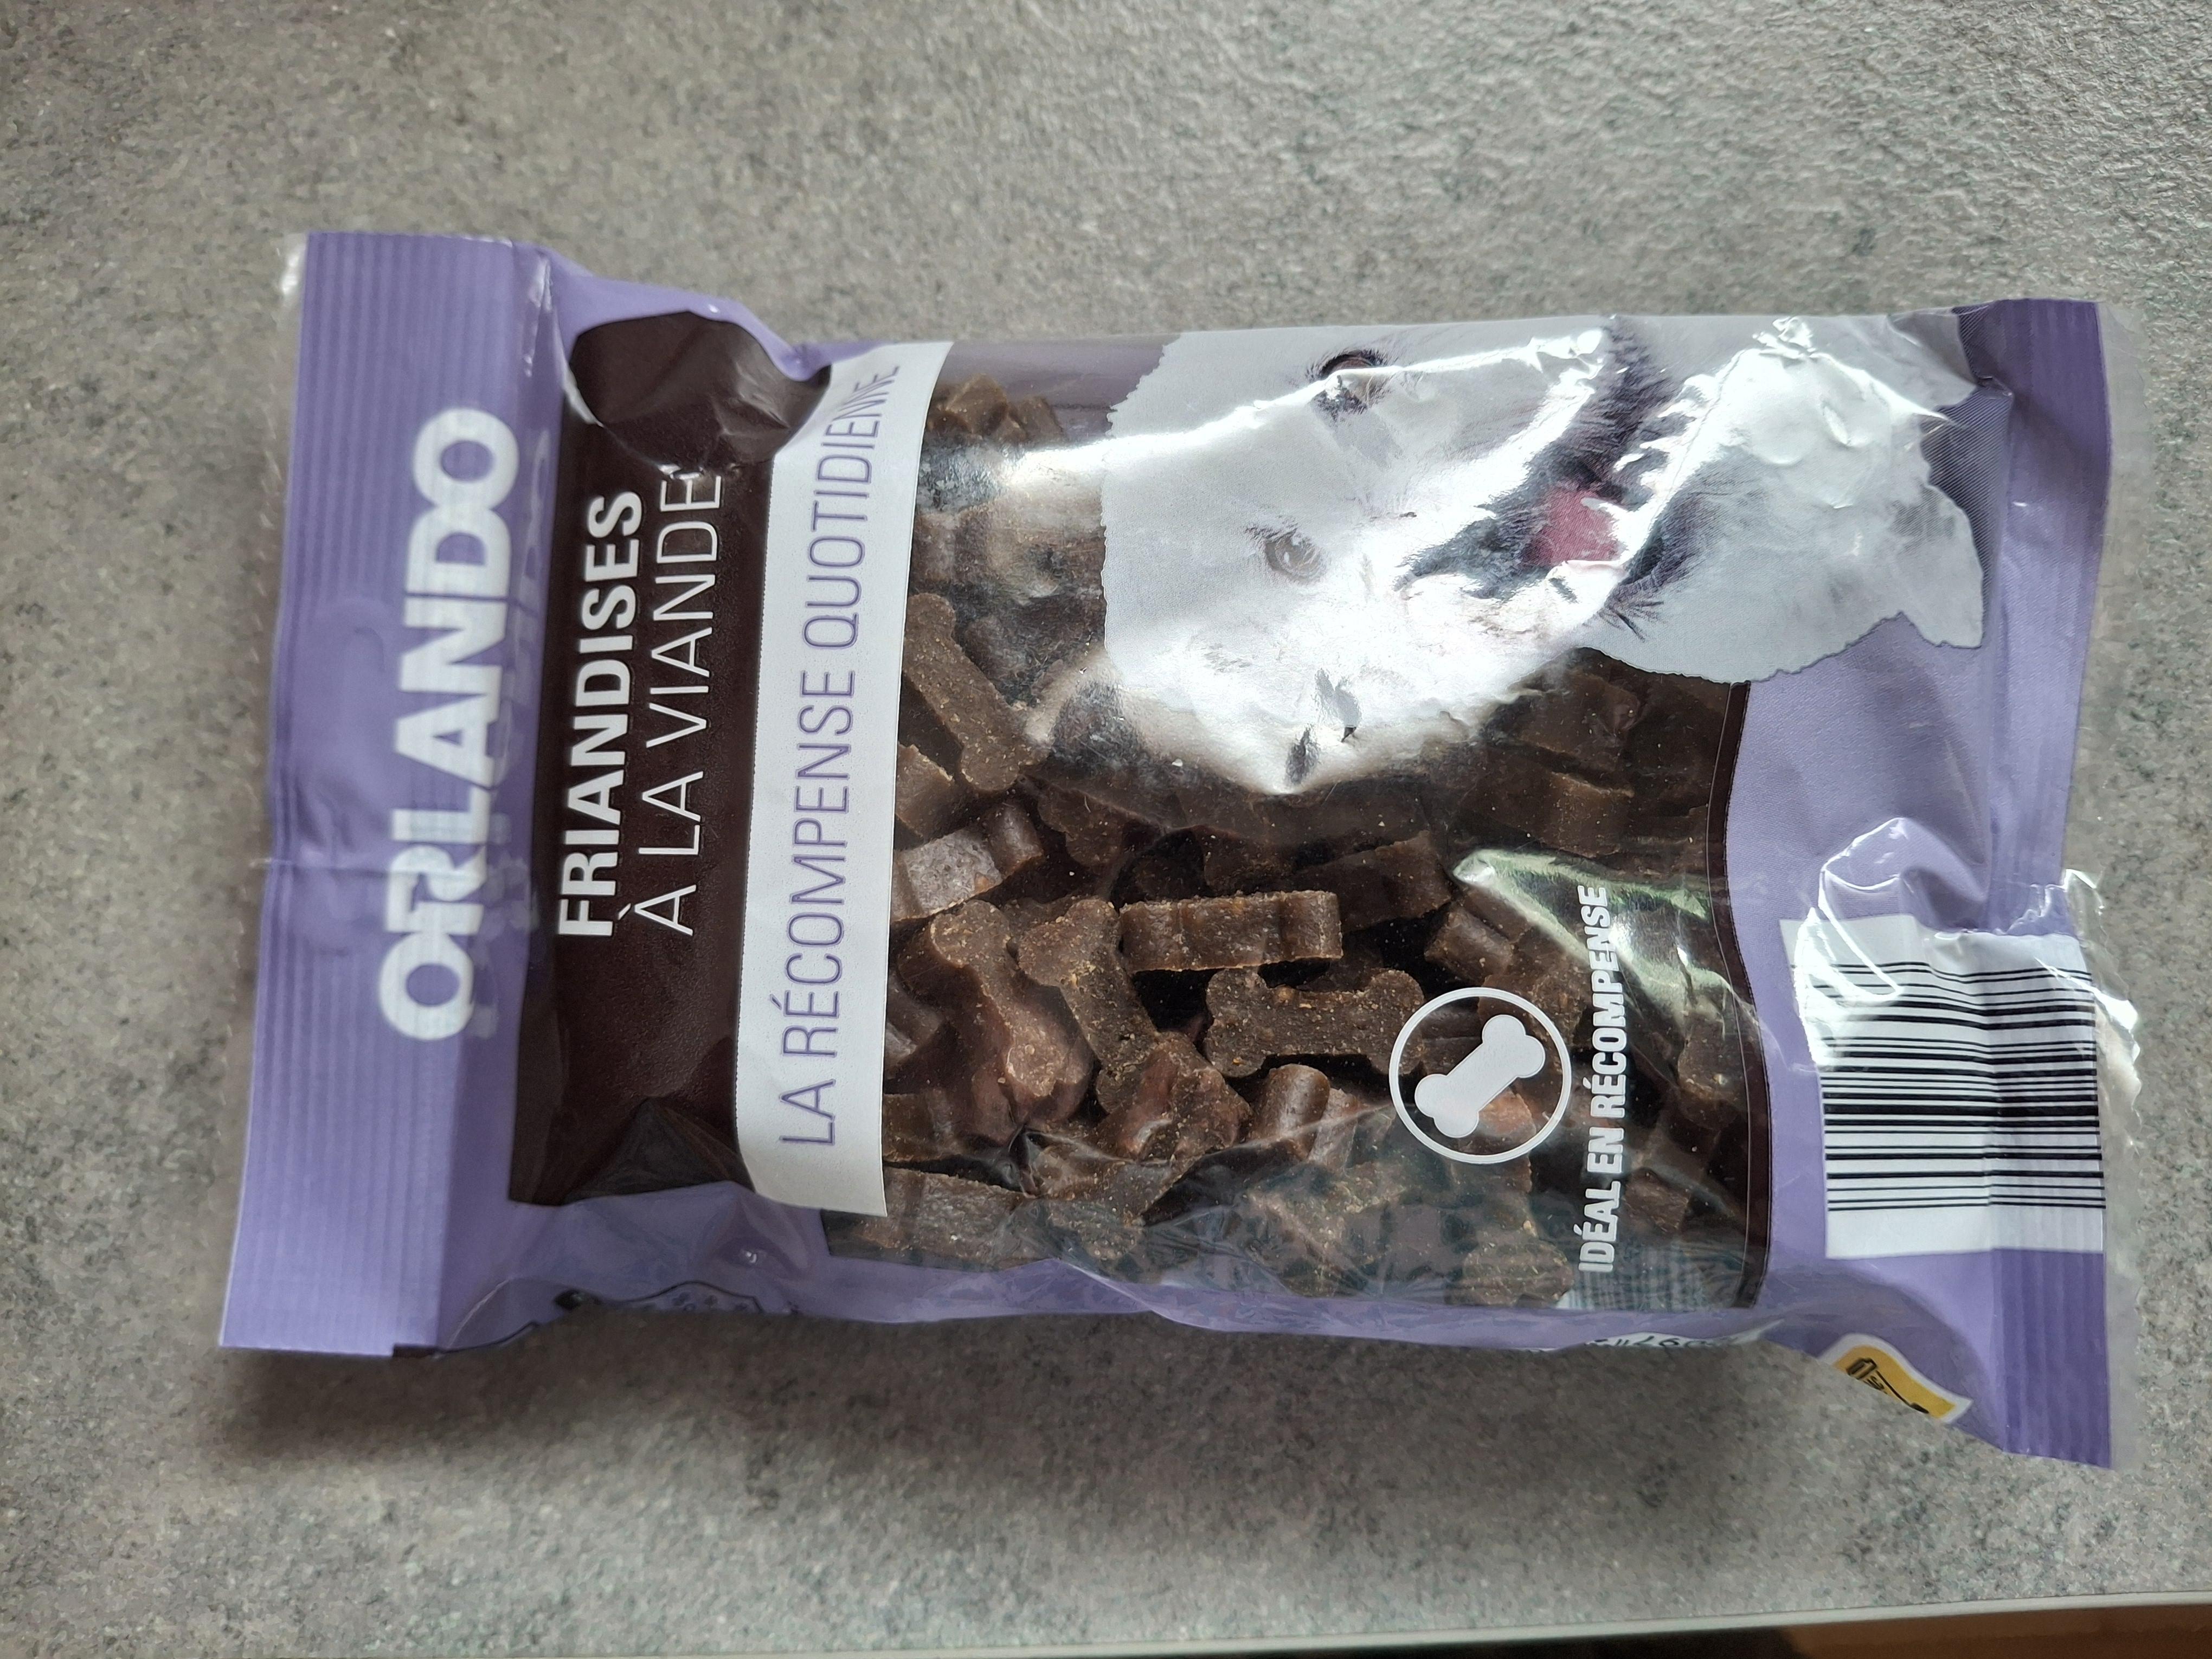 ORLANDO
FRIANDISES
À LA VIANDE
LA RÉCOMPENSE QUOTIDIENNE
IDÉAL EN RÉCOMPENSE